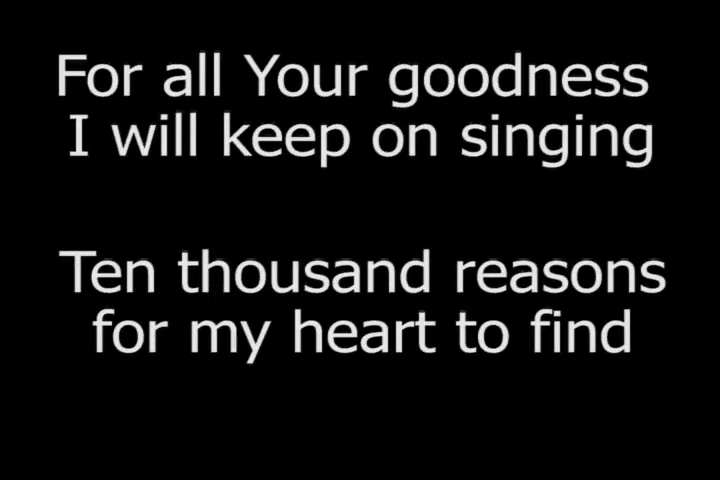 For all Your goodness
I will keep on singing
Ten thousand reasons
for my heart to find